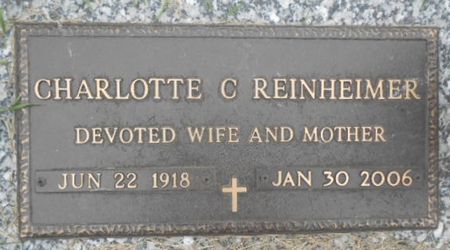 CHARLOTTE C REINHEIMER
DEVOTED WIFE AND MOTHER
JUN 22 1918 JAN 30 2006